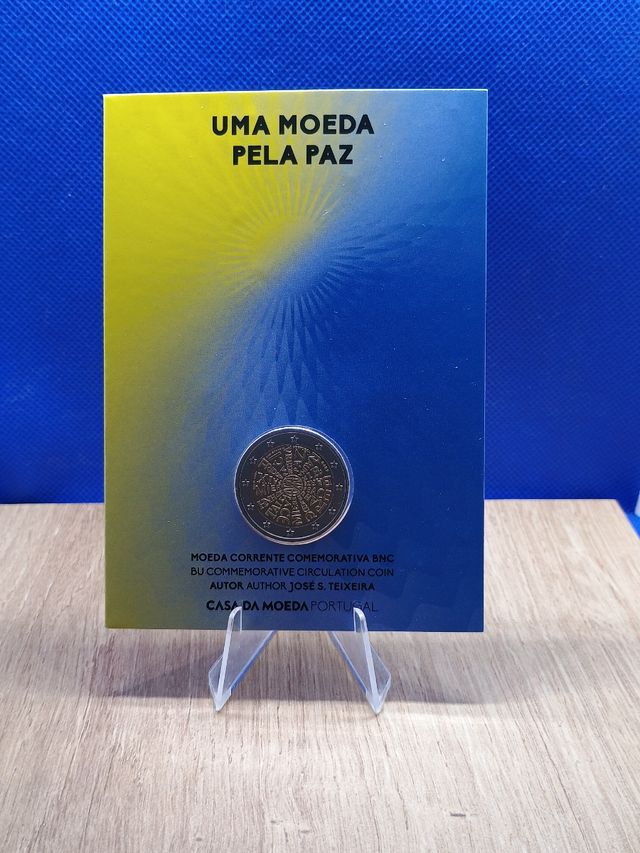 UMA MOEDA
PELA PAZ
MOEDA CORRENTE COMEMORATIVA BNC
BU COMMEMORATIVE CIRCULATION COIN
AUTOR AUTHOR JOSÉ S. TEIXEIRA
CASA DA MOEDA PORTUGAL